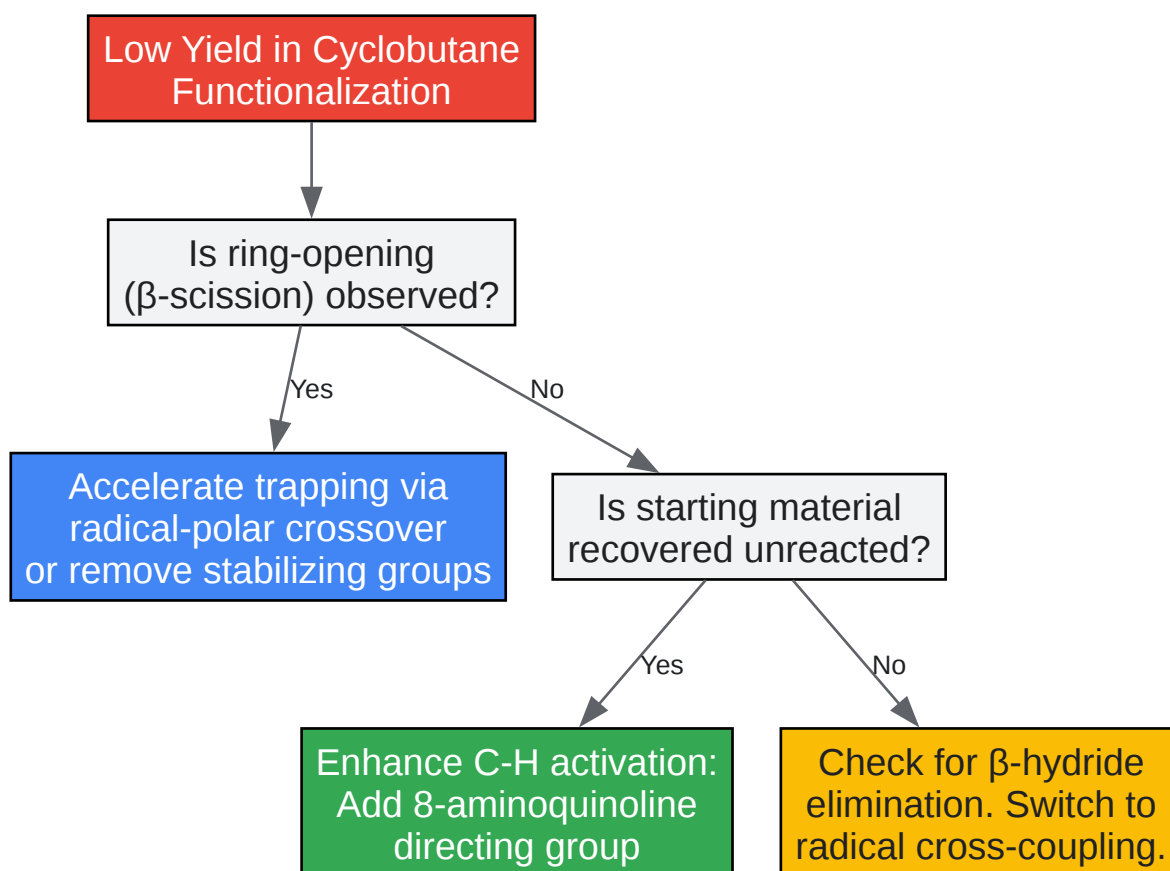 Low Yield in Cyclobutane
Functionalization
Is ring-opening
(β-scission) observed?
Yes
No
Accelerate trapping via
radical-polar crossover
or remove stabilizing groups
Is starting material
recovered unreacted?
Yes
No
Enhance C-H activation:
Add 8-aminoquinoline
directing group
Check for β-hydride
elimination. Switch to
radical cross-coupling.